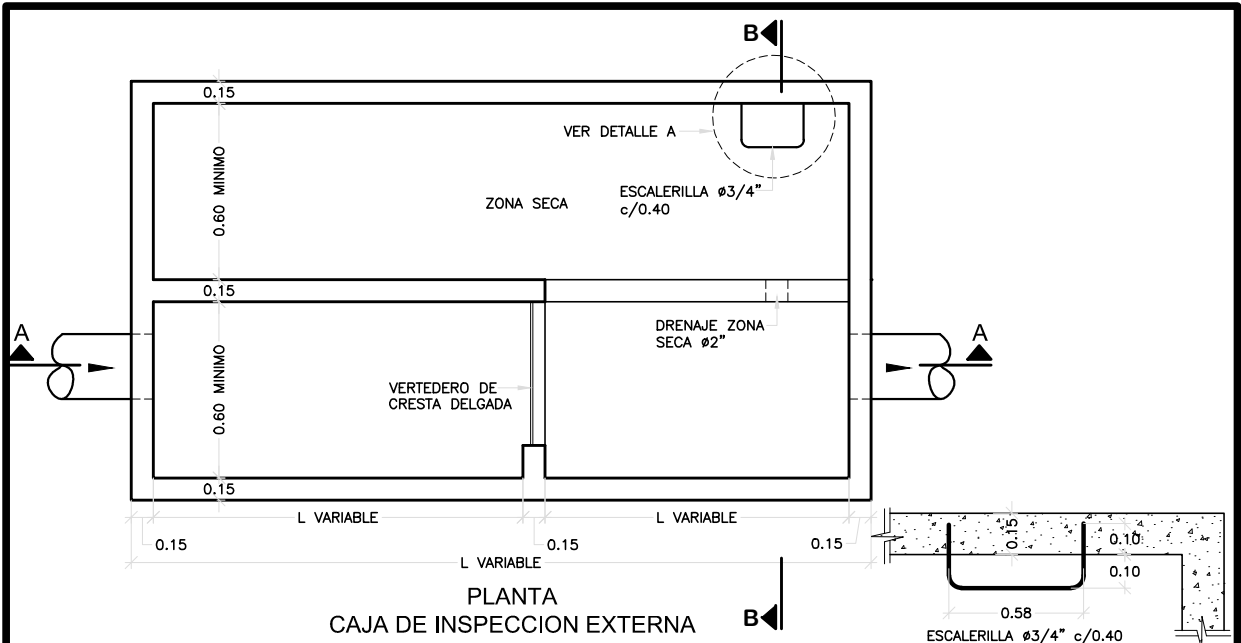 B
0.15
VER DETALLE A
0.60 MINIMO
ESCALERILLA ø3/4"
c/0.40
ZONA SECA
0.15
DRENAJE ZONA
SECA ø2"
A
A
0.60 MINIMO
VERTEDERO DE
CRESTA DELGADA
0.15
L VARIABLE
L VARIABLE
0.15
0.15
0.15
L VARIABLE
PLANTA
CAJA DE INSPECCION EXTERNA
B
0.15
0.10
0.10
0.58
ESCALERILLA ø3/4" c/0.40